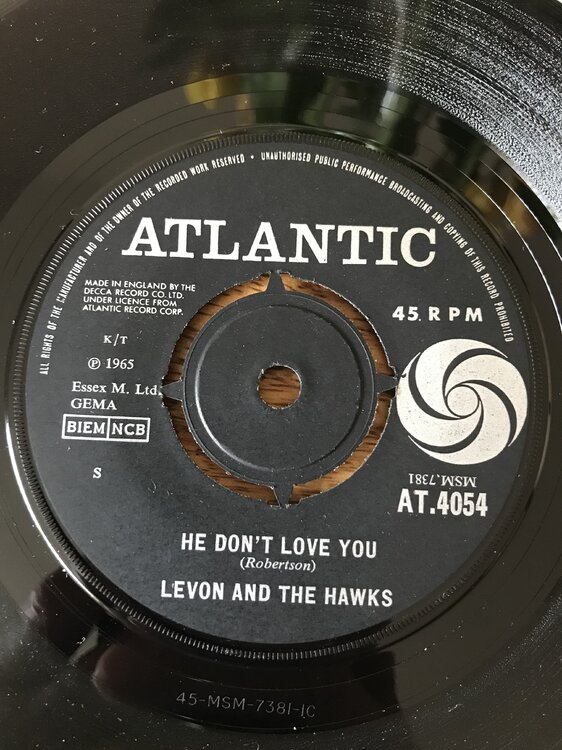 ALL RIGHTS OF THE MANUFACTURER AND OF THE OWNER OF THE RECORDED WORK RESERVED • UNAUTHORISED PUBLIC PERFORMANCE BROADCASTING AND COPYING OF THIS RECORD PROHIBITED
ATLANTIC
MADE IN ENGLAND BY THE
DECCA RECORD CO. LTD.
UNDER LICENCE FROM
ATLANTIC RECORD CORP.
45. RPM
K/T
℗ 1965
Essex M. Ltd.
GEMA
BIEM NCB
S
MSM.7381
AT.4054
HE DON'T LOVE YOU
(Robertson)
LEVON AND THE HAWKS
45-MSM-7381-1C